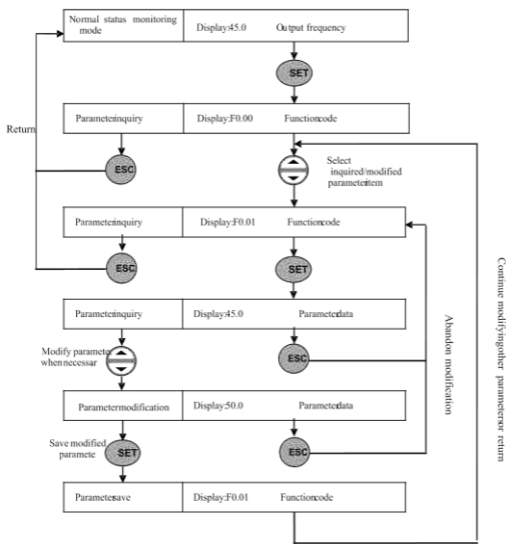 Normal status monitoring
mode
Display:45.0 Output frequency
SET
Parameterinquiry Display:F0.00 Functioncode
Return
ESC
Select
inquired/modified
parameteritem
Parameterinquiry Display:F0.01 Functioncode
ESC
SET
Parameterinquiry Display:45.0 Parameterdata
Modify paramete
whennecessar
ESC
Parametermodification Display:50.0 Parameterdata
Save modified
paramete
SET
ESC
Parametersave Display:F0.01 Functioncode
Abandon modification
Continue modifyingother parametersor return